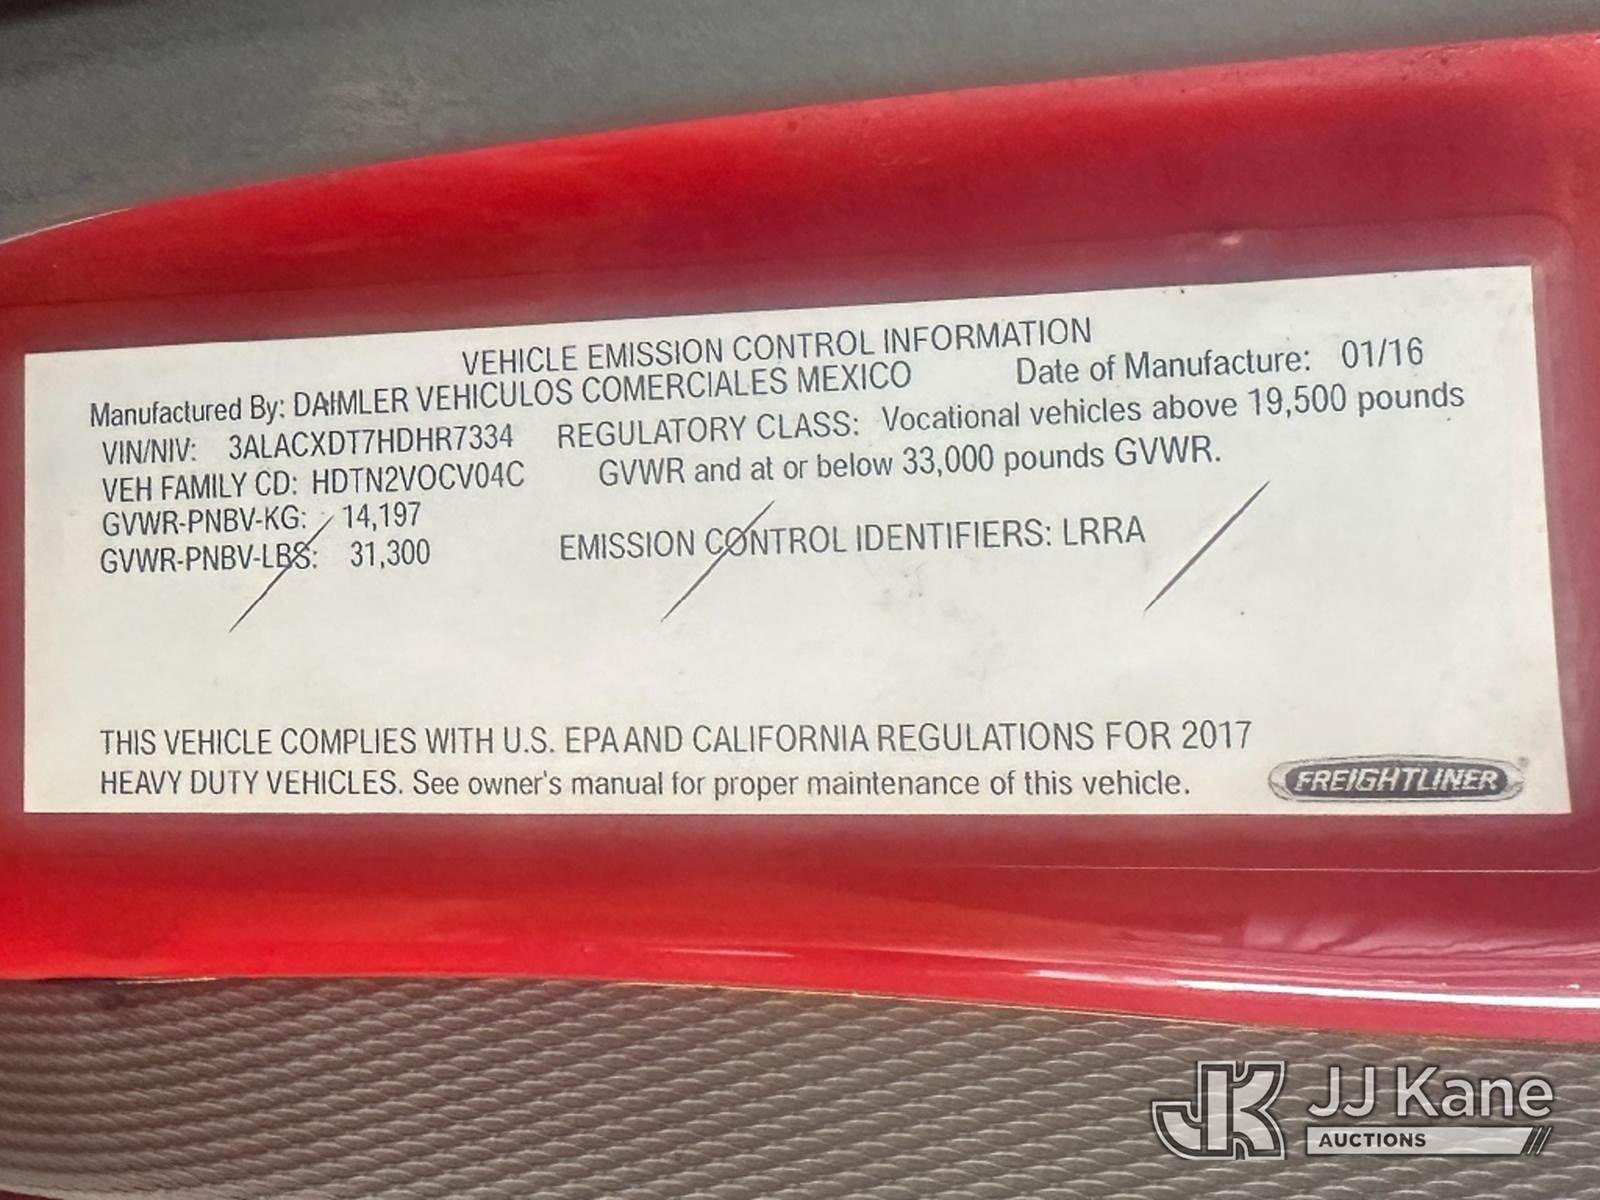 VEHICLE EMISSION CONTROL INFORMATION
Manufactured By: DAIMLER VEHICULOS COMERCIALES MEXICO Date of Manufacture: 01/16
VIN/NIV: 3ALACXDT7HDHR7334 REGULATORY CLASS: Vocational vehicles above 19,500 pounds
VEH FAMILY CD: HDTN2VOCV04C GVWR and at or below 33,000 pounds GVWR.
GVWR-PNBV-KG: 14,197
GVWR-PNBV-LBS: 31,300 EMISSION CONTROL IDENTIFIERS: LRRA
THIS VEHICLE COMPLIES WITH U.S. EPA AND CALIFORNIA REGULATIONS FOR 2017
HEAVY DUTY VEHICLES. See owner's manual for proper maintenance of this vehicle.
FREIGHTLINER
JK JJ Kane
AUCTIONS